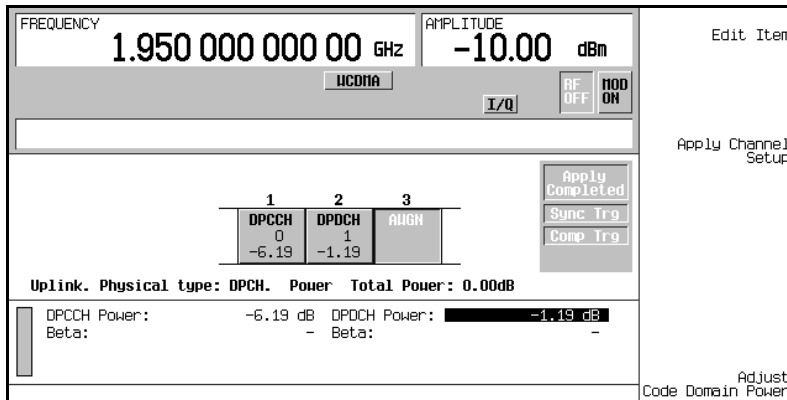 FREQUENCY
1.950 000 000 00 GHz
AMPLITUDE
-10.00 dBm
WCDMA
I/Q
RF OFF
MOD ON
Edit Item
Apply Channel Setup
1 2 3
DPCCH DPDCH AWGN
0 1
-6.19 -1.19
Apply Completed
Sync Trg
Comp Trg
Uplink. Physical type: DPCH. Power Total Power: 0.00dB
DPCCH Power: -6.19 dB DPDCH Power: -1.19 dB
Beta: - Beta: -
Adjust
Code Domain Power